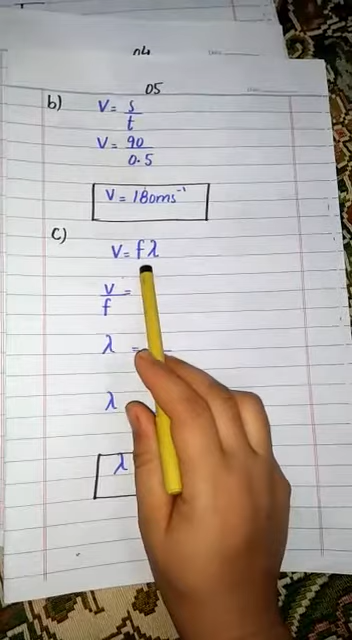 04
05
b) V = s/t
V = 90/0.5
V = 180ms⁻¹
c)
V = fλ
v/f =
λ =
λ
λ